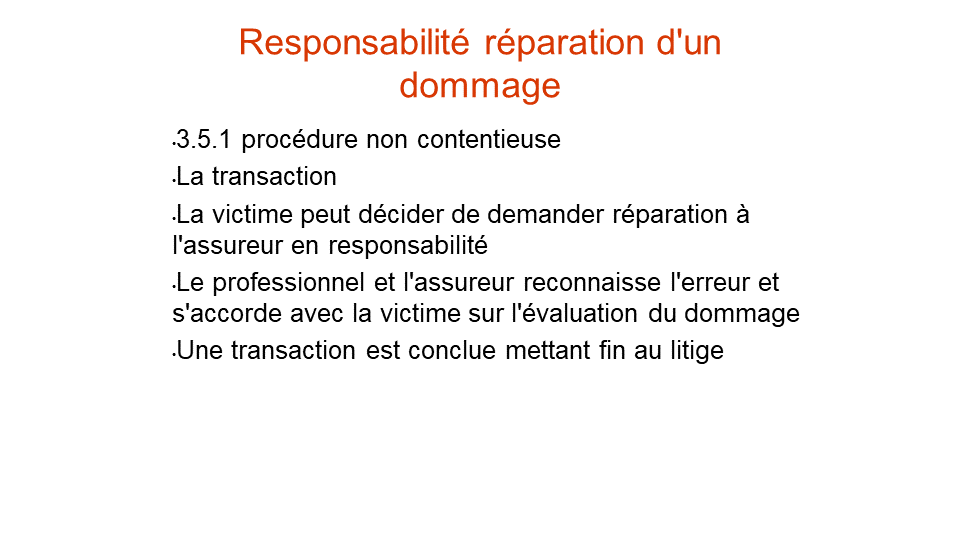 Responsabilité réparation d'un
dommage
•3.5.1 procédure non contentieuse
•La transaction
•La victime peut décider de demander réparation à
l'assureur en responsabilité
•Le professionnel et l'assureur reconnaisse l'erreur et
s'accorde avec la victime sur l'évaluation du dommage
•Une transaction est conclue mettant fin au litige